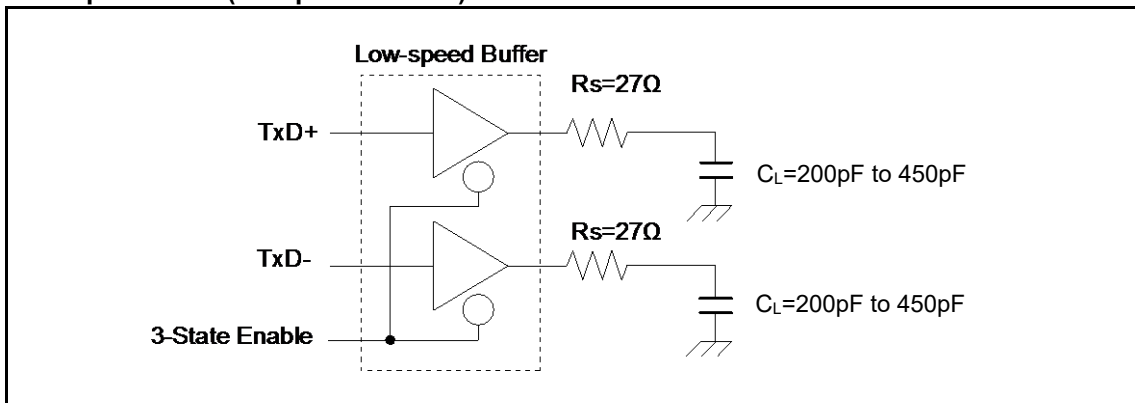 Low-speed Buffer
Rs=27Ω
TxD+
CL=200pF to 450pF
Rs=27Ω
TxD-
CL=200pF to 450pF
3-State Enable